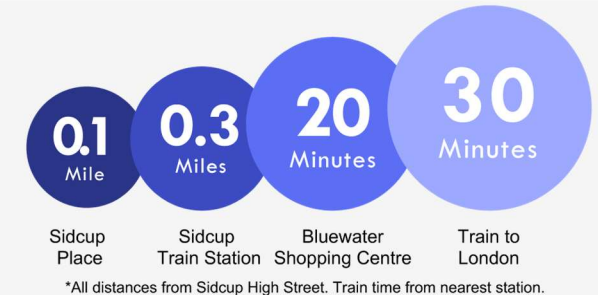 0.1
Mile
0.3
Miles
20
Minutes
30
Minutes
Sidcup
Place
Sidcup
Train Station
Bluewater
Shopping Centre
Train to
London
*All distances from Sidcup High Street. Train time from nearest station.